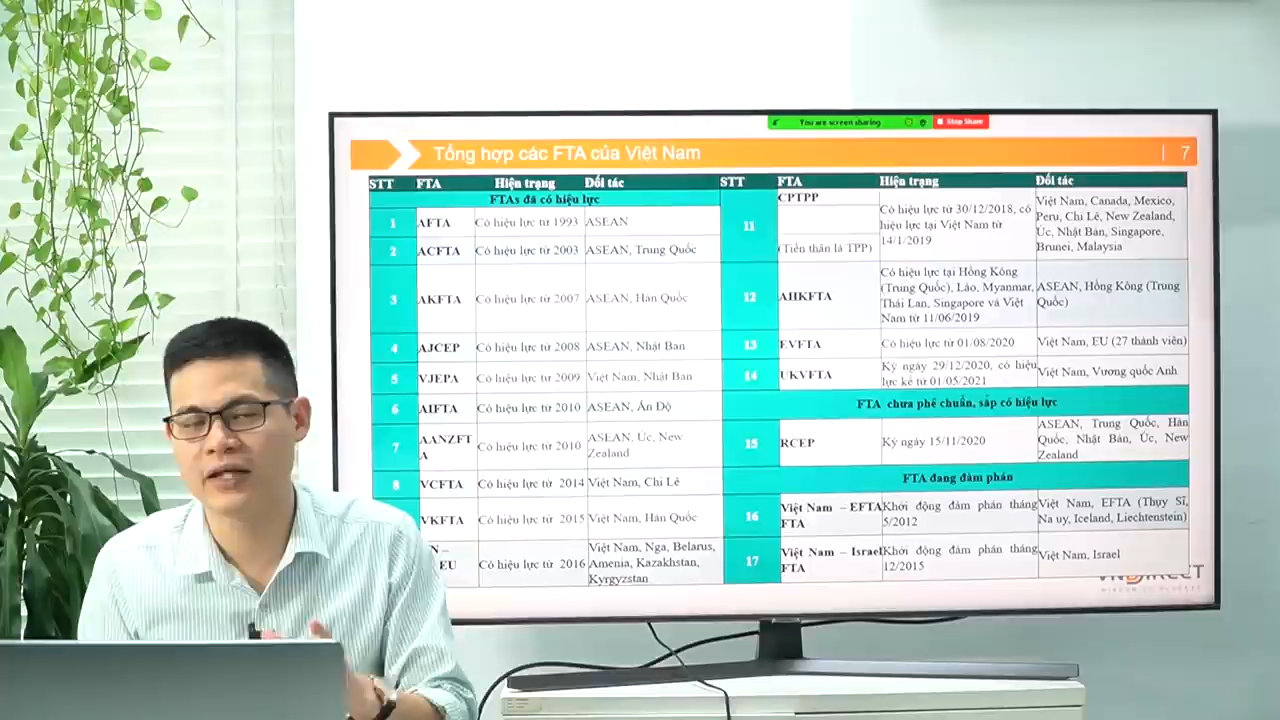 You are screen sharing
Stop Share
Tổng hợp các FTA của Việt Nam
7
STT FTA Hiện trạng Đối tác
FTAs đã có hiệu lực
1 AFTA Có hiệu lực từ 1993 ASEAN
2 ACFTA Có hiệu lực từ 2003 ASEAN, Trung Quốc
3 AKFTA Có hiệu lực từ 2007 ASEAN, Hàn Quốc
4 AJCEP Có hiệu lực từ 2008 ASEAN, Nhật Bản
5 VJEPA Có hiệu lực từ 2009 Việt Nam, Nhật Bản
6 AIFTA Có hiệu lực từ 2010 ASEAN, Ấn Độ
7 AANZFT
A
Có hiệu lực từ 2010
ASEAN, Úc, New
Zealand
8 VCFTA Có hiệu lực từ 2014 Việt Nam, Chi Lê
VKFTA Có hiệu lực từ 2015 Việt Nam, Hàn Quốc
N –
EU
Có hiệu lực từ 2016
Việt Nam, Nga, Belarus,
Amenia, Kazakhstan,
Kyrgyzstan
STT FTA Hiện trạng Đối tác
11
CPTPP
(Tiền thân là TPP)
Có hiệu lực từ 30/12/2018, có
hiệu lực tại Việt Nam từ
14/1/2019
Việt Nam, Canada, Mexico,
Peru, Chi Lê, New Zealand,
Úc, Nhật Bản, Singapore,
Brunei, Malaysia
12 AHKFTA
Có hiệu lực tại Hồng Kông
(Trung Quốc), Lào, Myanmar,
Thái Lan, Singapore và Việt
Nam từ 11/06/2019
ASEAN, Hồng Kông (Trung
Quốc)
13 EVFTA Có hiệu lực từ 01/08/2020 Việt Nam, EU (27 thành viên)
14 UKVFTA
Ký ngày 29/12/2020, có hiệu
lực kể từ 01/05/2021
Việt Nam, Vương quốc Anh
FTA chưa phê chuẩn, sắp có hiệu lực
15 RCEP Ký ngày 15/11/2020
ASEAN, Trung Quốc, Hàn
Quốc, Nhật Bản, Úc, New
Zealand
FTA đang đàm phán
16
Việt Nam – EFTA
FTA
Khởi động đàm phán tháng
5/2012
Việt Nam, EFTA (Thụy Sĩ,
Na uy, Iceland, Liechtenstein)
17
Việt Nam – Israel
FTA
Khởi động đàm phán tháng
12/2015
Việt Nam, Israel
VNDIRECT